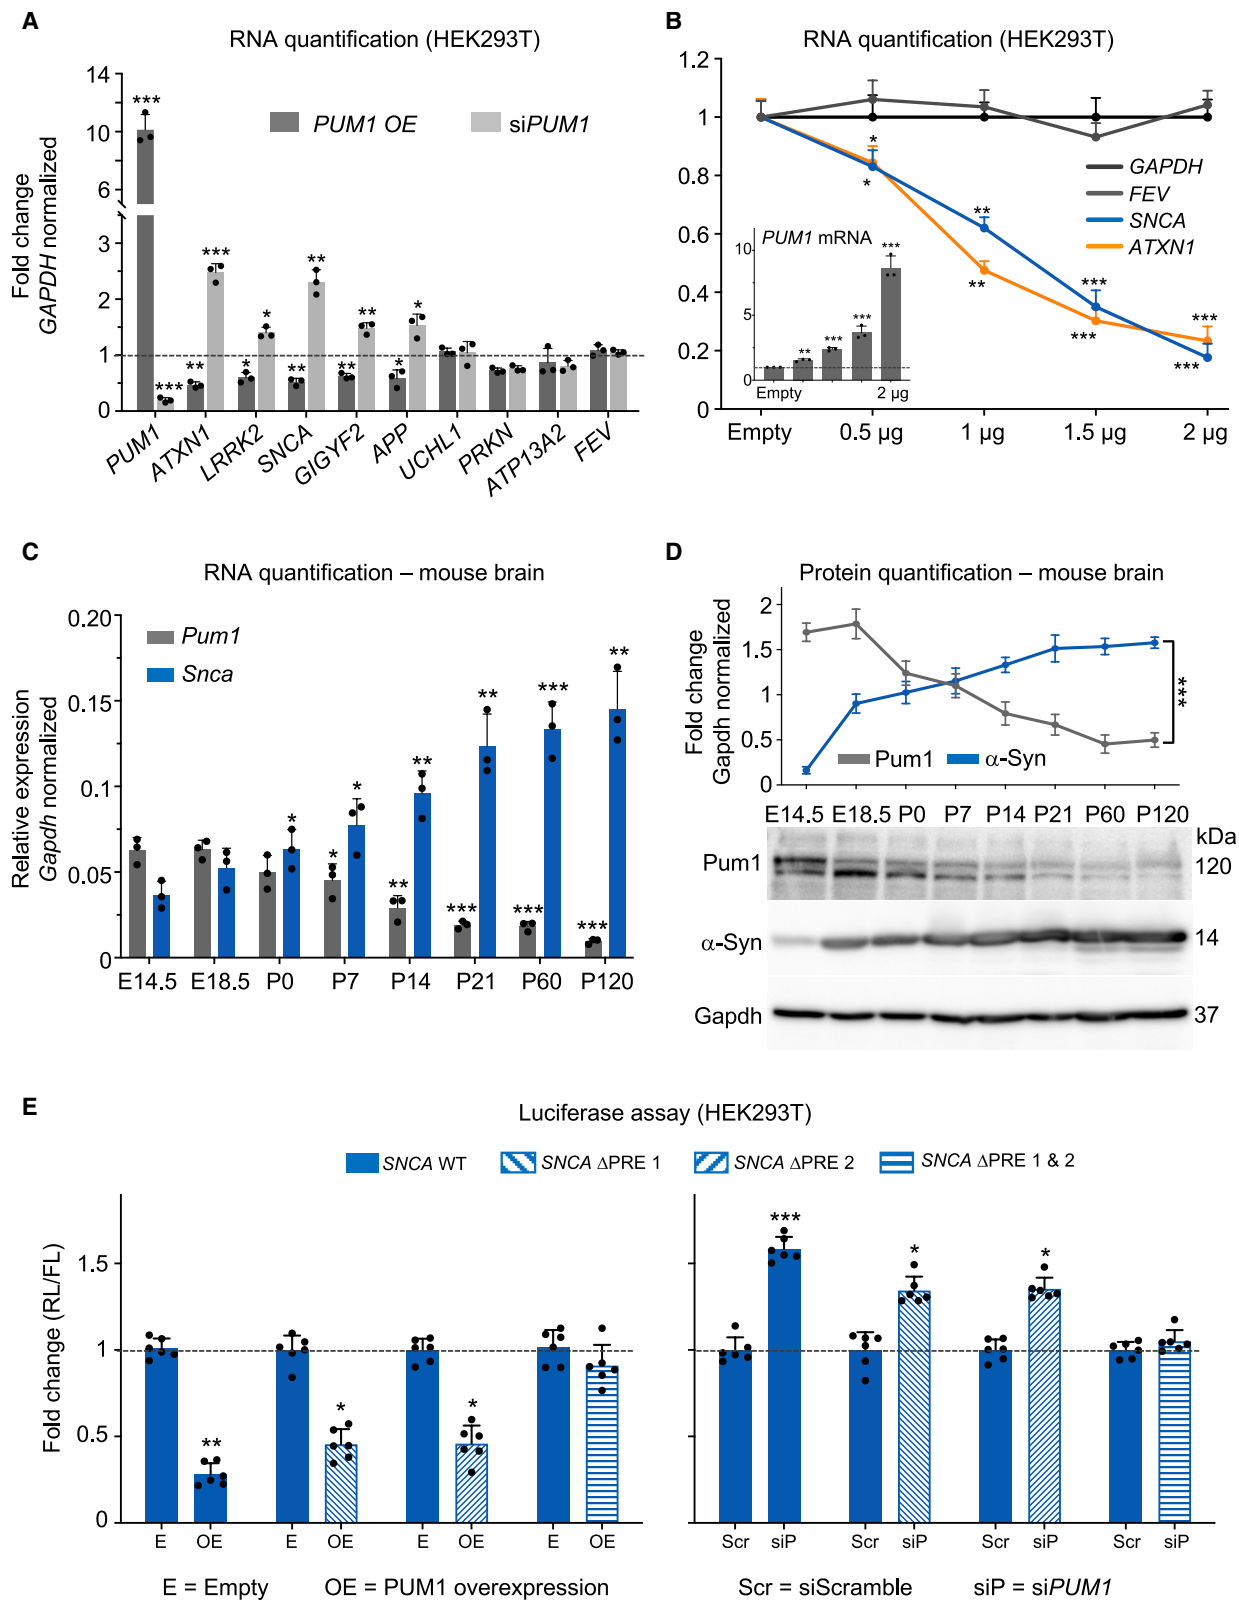 A
RNA quantification (HEK293T)
Fold change
GAPDH normalized
14
10
6
3
2
1
0
PUM1 OE
siPUM1
***
***
**
***
*
*
**
**
**
**
*
*
PUM1
ATXN1
LRRK2
SNCA
GIGYF2
APP
UCHL1
PRKN
ATP13A2
FEV
B
RNA quantification (HEK293T)
1.2
1
0.8
0.6
0.4
0.2
0
GAPDH
FEV
SNCA
ATXN1
*
*
**
**
***
***
***
***
PUM1 mRNA
10
5
0
**
***
***
***
Empty
2 µg
Empty
0.5 µg
1 µg
1.5 µg
2 µg
C
RNA quantification – mouse brain
Relative expression
Gapdh normalized
0.20
0.15
0.1
0.05
0
Pum1
Snca
*
*
*
**
**
***
**
***
***
***
**
E14.5
E18.5
P0
P7
P14
P21
P60
P120
D
Protein quantification – mouse brain
Fold change
Gapdh normalized
2
1.5
1
0.5
0
Pum1
α-Syn
***
E14.5 E18.5 P0 P7 P14 P21 P60 P120
kDa
Pum1
120
α-Syn
14
Gapdh
37
E
Luciferase assay (HEK293T)
SNCA WT
SNCA ΔPRE 1
SNCA ΔPRE 2
SNCA ΔPRE 1 & 2
Fold change (RL/FL)
1.5
1
0.5
0
**
*
*
E OE E OE E OE E OE
E = Empty
OE = PUM1 overexpression
***
*
*
Scr siP Scr siP Scr siP Scr siP
Scr = siScramble
siP = siPUM1